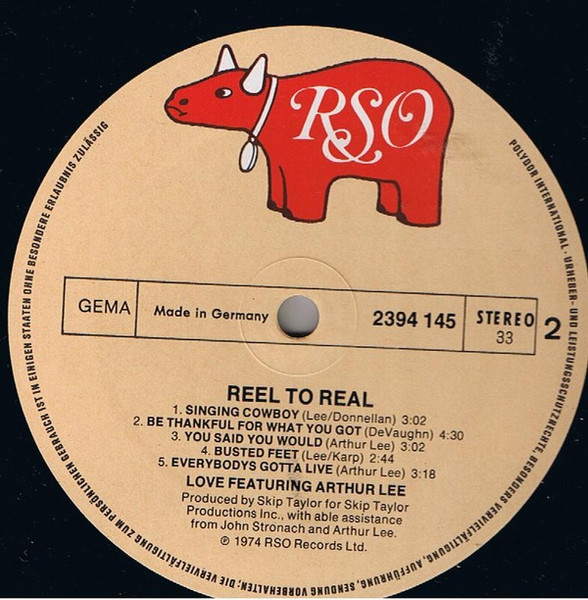 RSO
GEMA
Made in Germany
2394 145
STEREO
33
2
REEL TO REAL
1. SINGING COWBOY (Lee/Donnellan) 3:02
2. BE THANKFUL FOR WHAT YOU GOT (DeVaughn) 4:30
3. YOU SAID YOU WOULD (Arthur Lee) 3:02
4. BUSTED FEET (Lee/Karp) 2:44
5. EVERYBODYS GOTTA LIVE (Arthur Lee) 3:18
LOVE FEATURING ARTHUR LEE
Produced by Skip Taylor for Skip Taylor
Productions Inc., with able assistance
from John Stronach and Arthur Lee.
℗ 1974 RSO Records Ltd.
POLYDOR INTERNATIONAL · URHEBER- UND LEISTUNGSSCHUTZRECHTE, BESONDERS VERVIELFÄLTIGUNG, AUFFÜHRUNG, SENDUNG VORBEHALTEN; DIE VERVIELFÄLTIGUNG ZUM PERSÖNLICHEN GEBRAUCH IST IN EINIGEN STAATEN OHNE BESONDERE ERLAUBNIS ZULÄSSIG